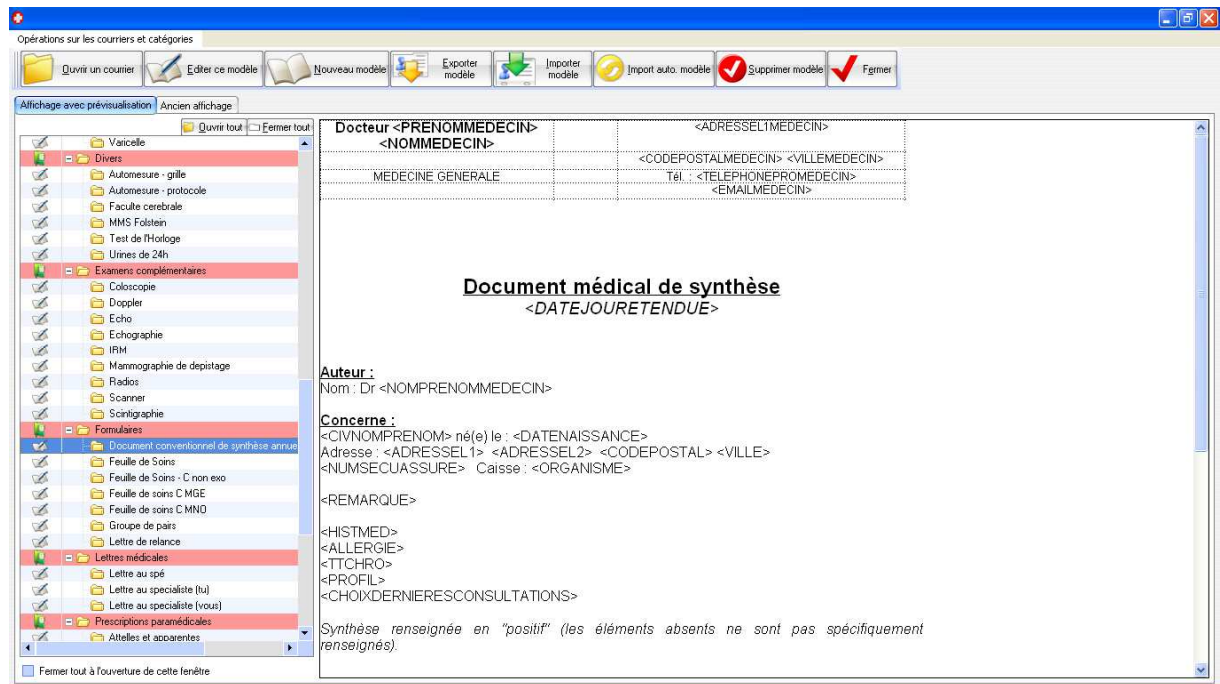 Opérations sur les courriers et catégories
Ouvrir un courrier Editer ce modèle Nouveau modèle Exporter modèle Importer modèle Import auto. modèle Supprimer modèle Fermer
Affichage avec prévisualisation Ancien affichage
Ouvrir tout Fermer tout
Varicelle
Divers
Automesure - grille
Automesure - protocole
Faculte cerebrale
MMS Folstein
Test de l'Horloge
Urines de 24h
Examens complémentaires
Coloscopie
Doppler
Echo
Echographie
IRM
Mammographie de depistage
Radios
Scanner
Scintigraphie
Formulaires
Document conventionnel de synthèse annue
Feuille de Soins
Feuille de Soins - C non exo
Feuille de soins C MGE
Feuille de soins C MNO
Groupe de pairs
Lettre de relance
Lettres médicales
Lettre au spé
Lettre au specialiste (tu)
Lettre au specialiste (vous)
Prescriptions paramédicales
Attelles et apparentes
Fermer tout à l'ouverture de cette fenêtre
Docteur <PRENOMMEDECIN> <ADRESSEL1MEDECIN>
<NOMMEDECIN>
<CODEPOSTALMEDECIN> <VILLEMEDECIN>
MEDECINE GENERALE Tél. : <TELEPHONEPROMEDECIN>
<EMAILMEDECIN>
Document médical de synthèse
<DATEJOURETENDUE>
Auteur :
Nom : Dr <NOMPRENOMMEDECIN>
Concerne :
<CIVNOMPRENOM> né(e) le : <DATENAISSANCE>
Adresse : <ADRESSEL1> <ADRESSEL2> <CODEPOSTAL> <VILLE>
<NUMSECUASSURE> Caisse : <ORGANISME>
<REMARQUE>
<HISTMED>
<ALLERGIE>
<TTCHRO>
<PROFIL>
<CHOIXDERNIERESCONSULTATIONS>
Synthèse renseignée en "positif" (les éléments absents ne sont pas spécifiquement
renseignés).